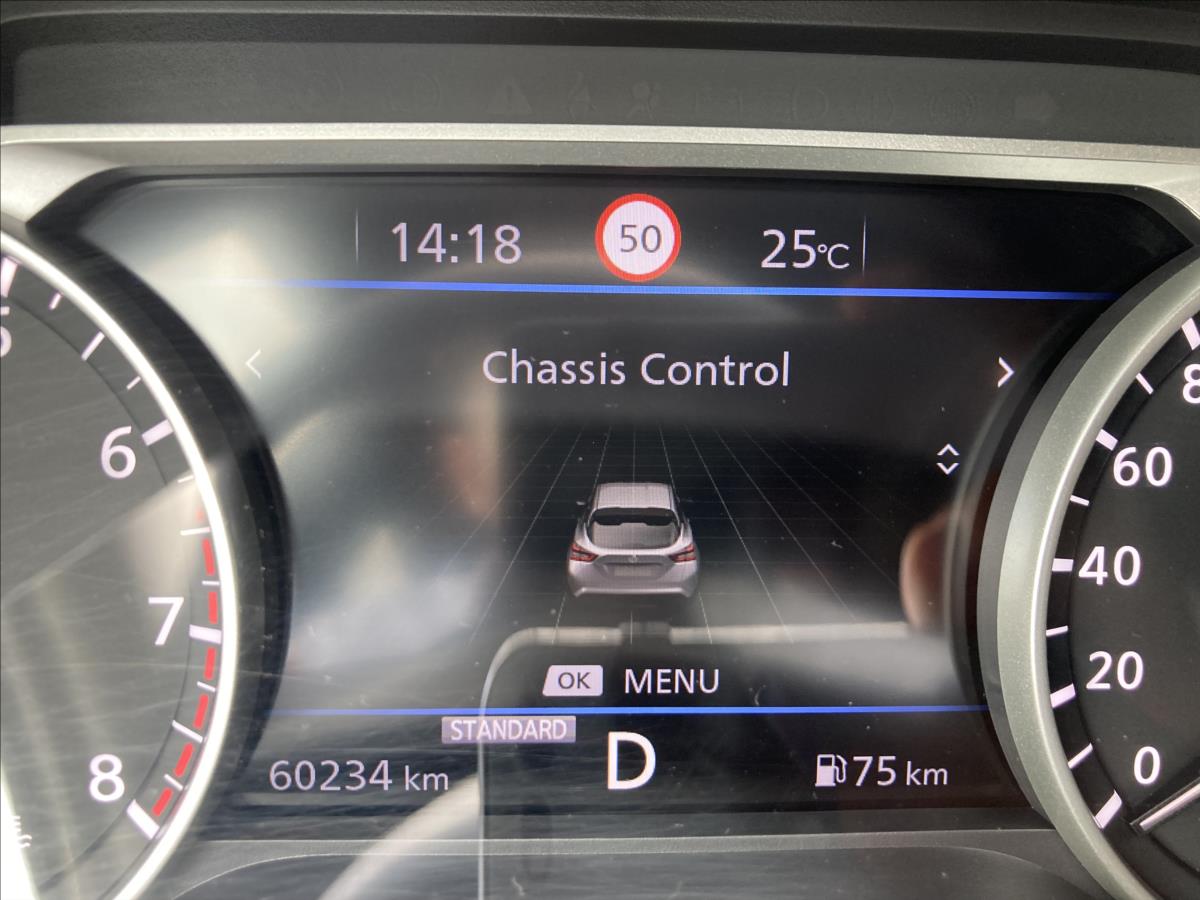 14:18 50 25°C
Chassis Control
OK MENU
STANDARD
60234 km D 75 km
6
7
8
60
40
20
0